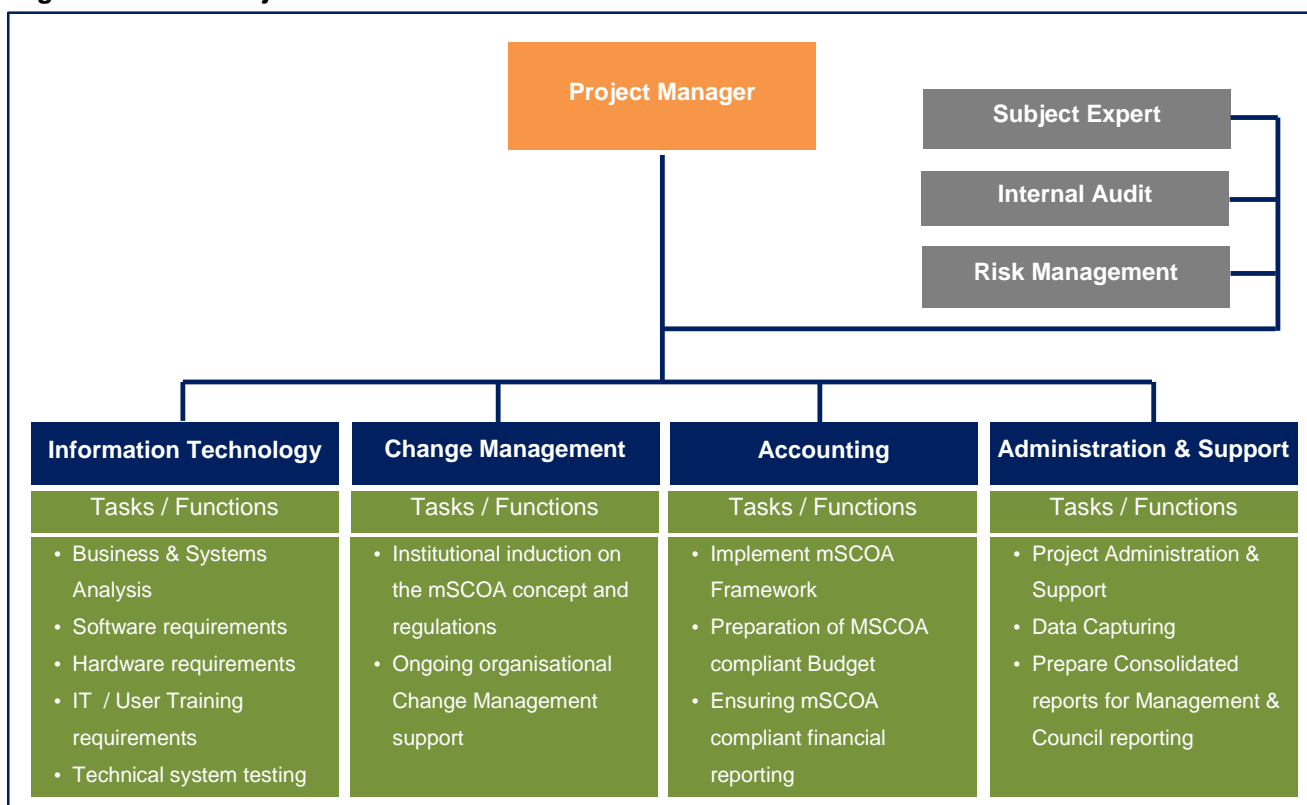 Project Manager
Subject Expert
Internal Audit
Risk Management
Information Technology
Tasks / Functions
• Business & Systems
Analysis
• Software requirements
• Hardware requirements
• IT / User Training
requirements
• Technical system testing
Change Management
Tasks / Functions
• Institutional induction on
the mSCOA concept and
regulations
• Ongoing organisational
Change Management
support
Accounting
Tasks / Functions
• Implement mSCOA
Framework
• Preparation of MSCOA
compliant Budget
• Ensuring mSCOA
compliant financial
reporting
Administration & Support
Tasks / Functions
• Project Administration &
Support
• Data Capturing
• Prepare Consolidated
reports for Management &
Council reporting